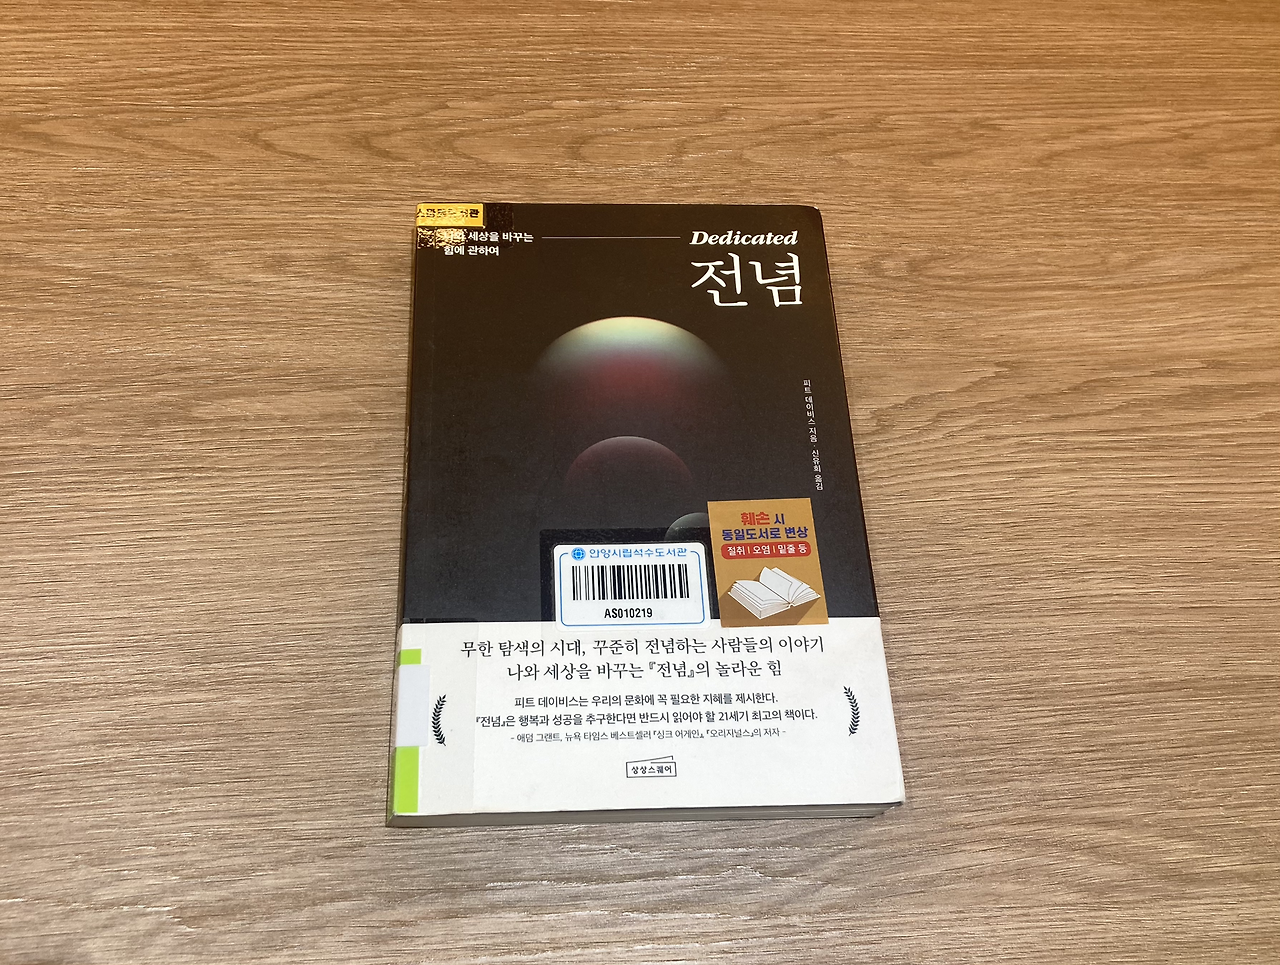 나와 세상을 바꾸는
힘에 관하여
Dedicated
전념
피트 데이비스 지음 · 신유희 옮김
훼손 시
동일도서로 변상
절취 | 오염 | 밑줄 등
안양시립석수도서관
AS010219
무한 탐색의 시대, 꾸준히 전념하는 사람들의 이야기
나와 세상을 바꾸는 『전념』의 놀라운 힘
피트 데이비스는 우리의 문화에 꼭 필요한 지혜를 제시한다.
『전념』은 행복과 성공을 추구한다면 반드시 읽어야 할 21세기 최고의 책이다.
- 애덤 그랜트, 뉴욕 타임스 베스트셀러 『싱크 어게인』, 『오리지널스』의 저자 -
상상스퀘어